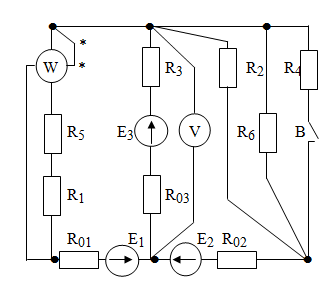 *
W *
R3 R2 R4
R5 E3 V R6 B
R1 R03
R01 E1 E2 R02